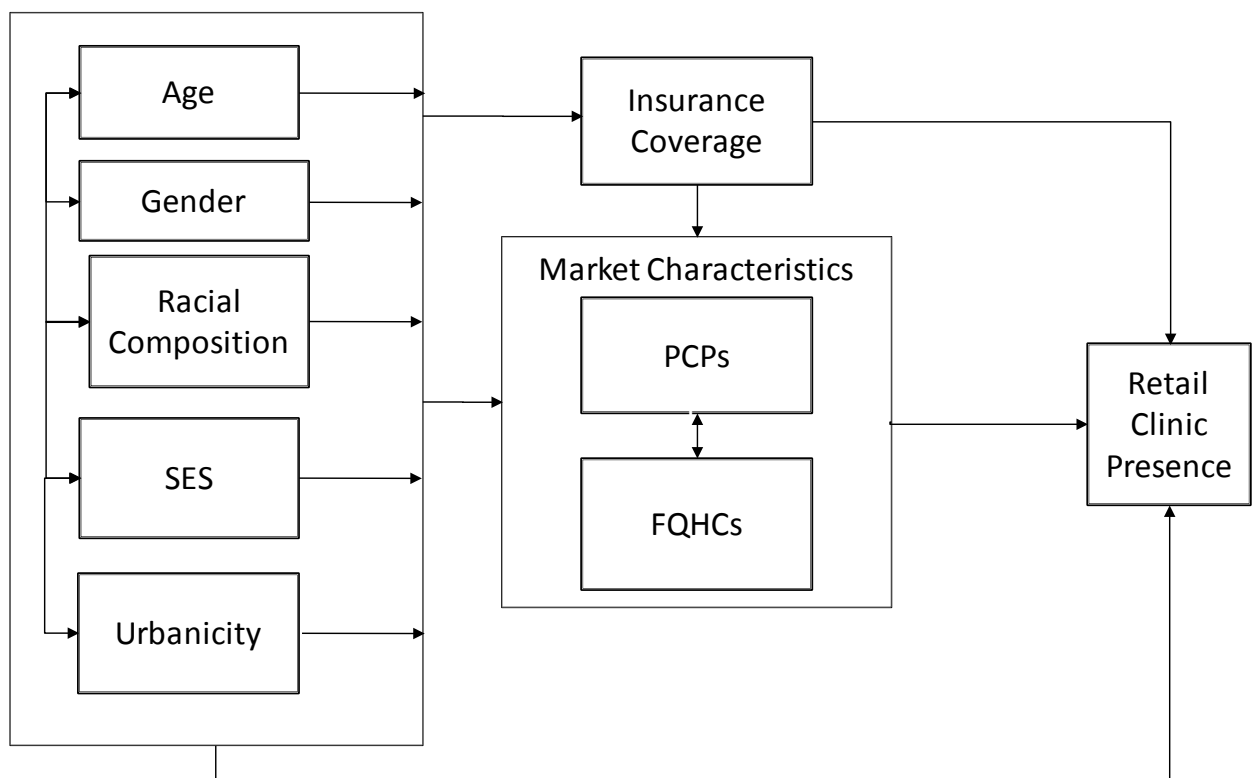 Age
Gender
Racial
Composition
SES
Urbanicity
Insurance
Coverage
Market Characteristics
PCPs
FQHCs
Retail
Clinic
Presence